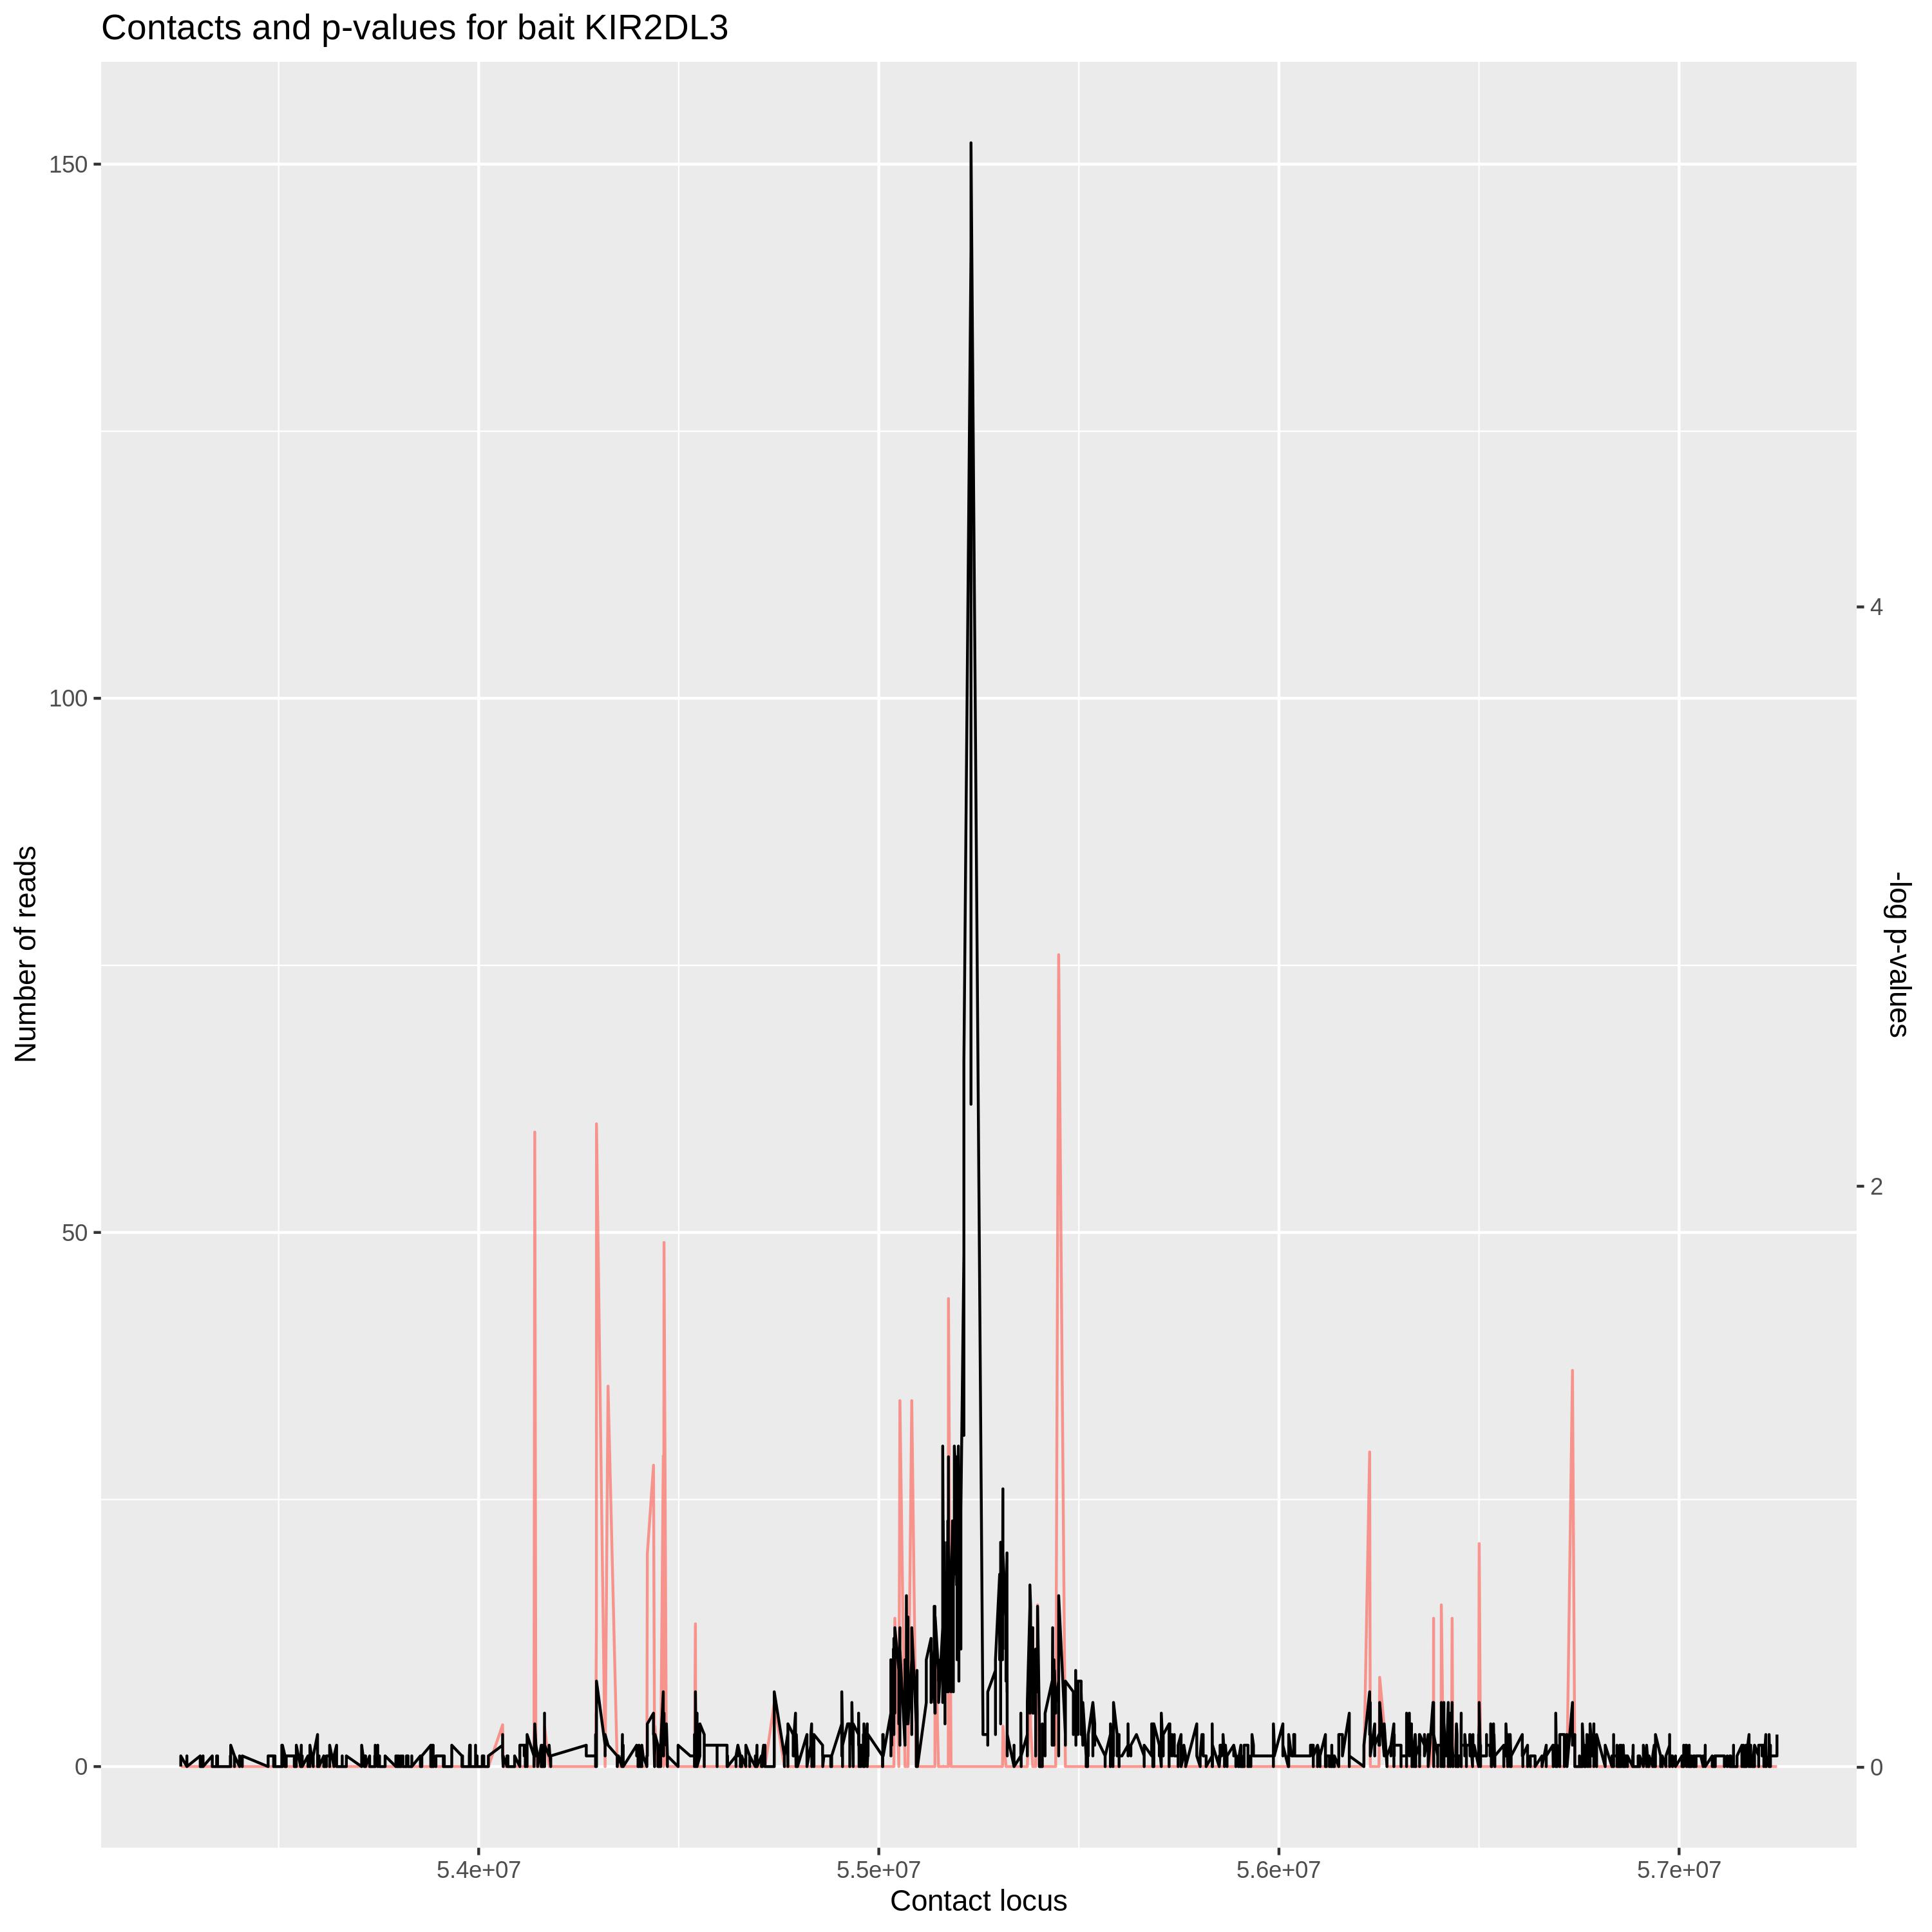 Contacts and p-values for bait KIR2DL3
150
100
50
0
Number of reads
4
2
0
-log p-values
5.4e+07
5.5e+07
5.6e+07
5.7e+07
Contact locus